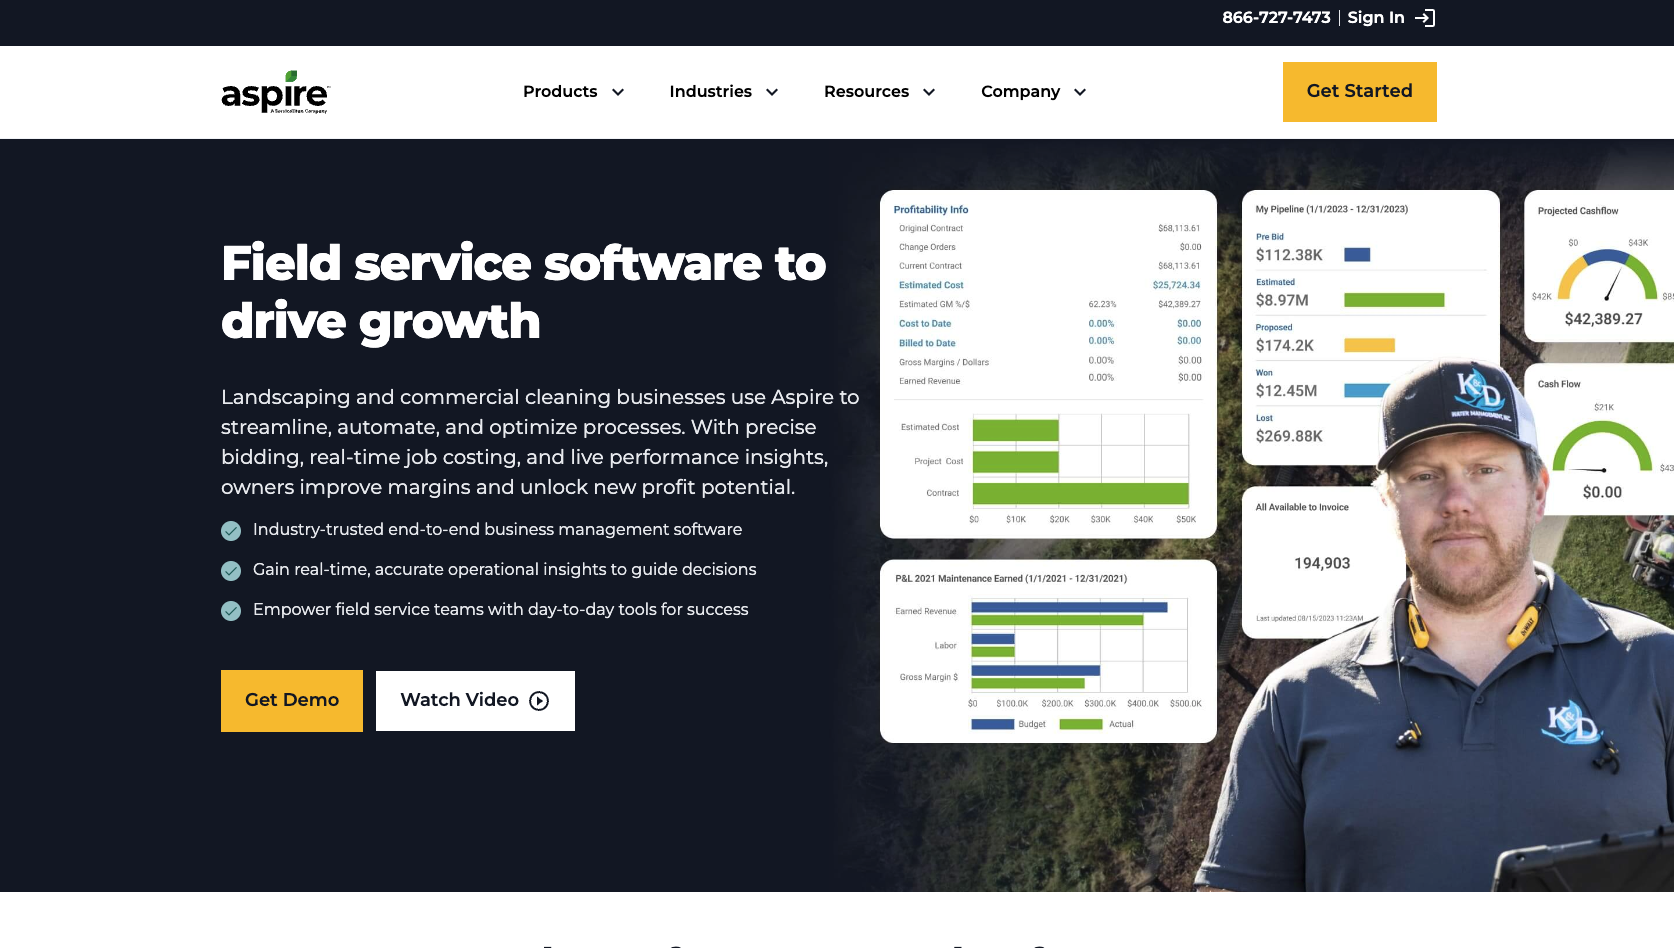 866-727-7473 | Sign In
aspire
A ServiceTitan Company
Products
Industries
Resources
Company
Get Started
Field service software to
drive growth
Landscaping and commercial cleaning businesses use Aspire to
streamline, automate, and optimize processes. With precise
bidding, real-time job costing, and live performance insights,
owners improve margins and unlock new profit potential.
Industry-trusted end-to-end business management software
Gain real-time, accurate operational insights to guide decisions
Empower field service teams with day-to-day tools for success
Get Demo
Watch Video
Profitability Info
Original Contract $68,113.61
Change Orders $0.00
Current Contract $68,113.61
Estimated Cost $25,724.34
Estimated GM %/$ 62.23% $42,389.27
Cost to Date 0.00% $0.00
Billed to Date 0.00% $0.00
Gross Margins / Dollars 0.00% $0.00
Earned Revenue 0.00% $0.00
Estimated Cost
Project Cost
Contract
$0 $10K $20K $30K $40K $50K
P&L 2021 Maintenance Earned (1/1/2021 - 12/31/2021)
Earned Revenue
Labor
Gross Margin $
$0 $100.0K $200.0K $300.0K $400.0K $500.0K
Budget Actual
My Pipeline (1/1/2023 - 12/31/2023)
Pre Bid
$112.38K
Estimated
$8.97M
Proposed
$174.2K
Won
$12.45M
Lost
$269.88K
All Available to Invoice
194,903
Last updated 08/15/2023 11:23AM
Projected Cashflow
$0 $43K
$42K
$42,389.27
Cash Flow
$21K
$0.00
K&D
WATER MANAGEMENT, INC.
DEWALT
K&D